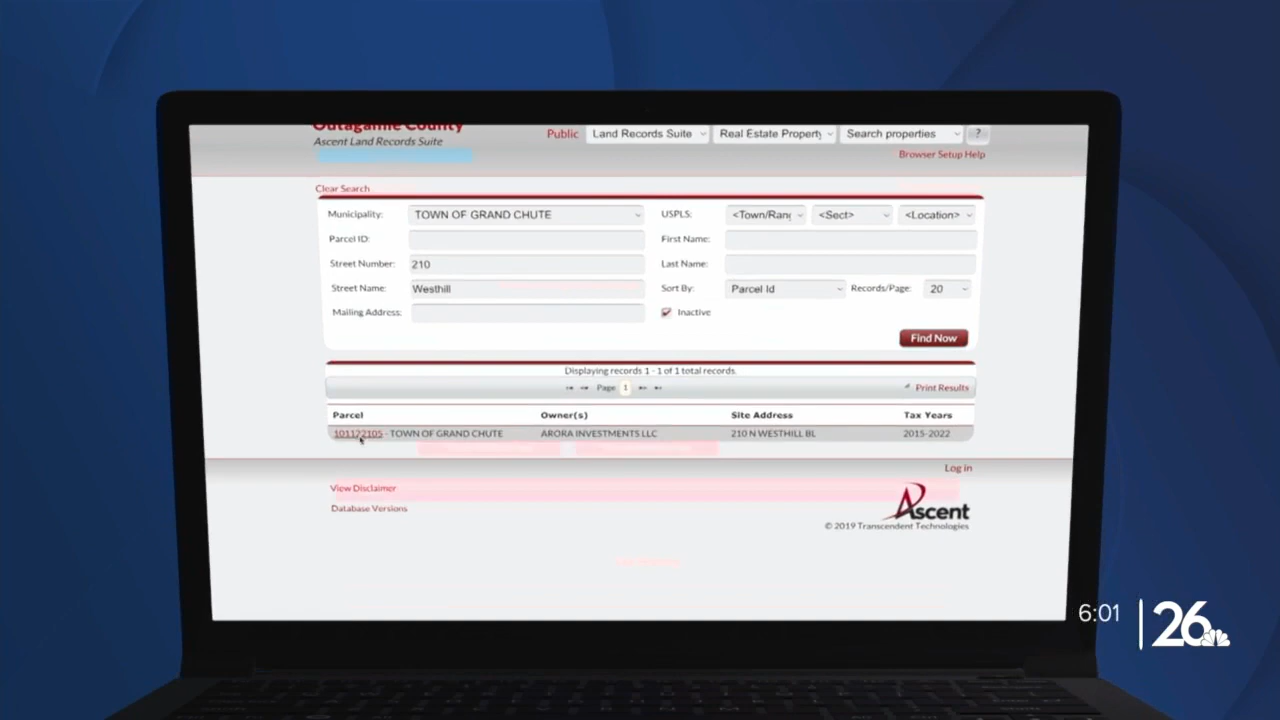 Outagamie County
Ascent Land Records Suite
Public Land Records Suite Real Estate Property Search properties ?
Browser Setup Help
Clear Search
Municipality: TOWN OF GRAND CHUTE USPLS: <Town/Rang <Sect> <Location>
Parcel ID: First Name:
Street Number: 210 Last Name:
Street Name: Westhill Sort By: Parcel Id Records/Page: 20
Mailing Address: Inactive
Find Now
Displaying records 1 - 1 of 1 total records.
Page 1 Print Results
Parcel Owner(s) Site Address Tax Years
101122105 - TOWN OF GRAND CHUTE ARORA INVESTMENTS LLC 210 N WESTHILL BL 2015-2022
Log in
View Disclaimer
Database Versions
Ascent
© 2019 Transcendent Technologies
6:01 26